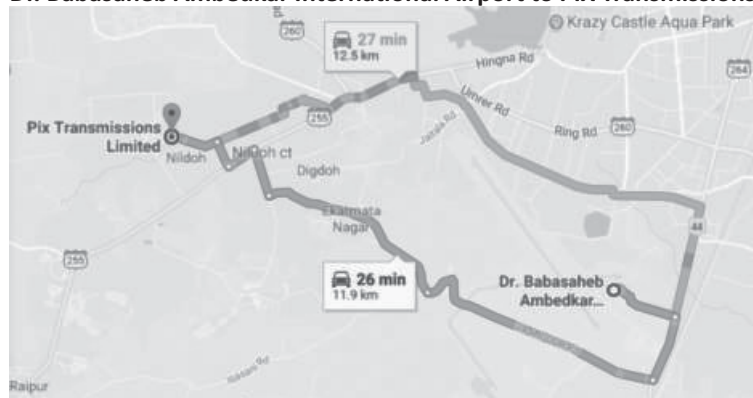 Dr. Babasaheb Ambedkar International Airport to Pix Transmissions
260
Krazy Castle Aqua Park
27 min
12.5 km
Hingna Rd
264
Umrer Rd
Pix Transmissions
Limited
255
Ring Rd
260
Jaitala Rd
Nildoh
Nildoh ct
Digdoh
Ekatmata
Nagar
44
255
26 min
11.9 km
Dr. Babasaheb
Ambedkar...
Raipur